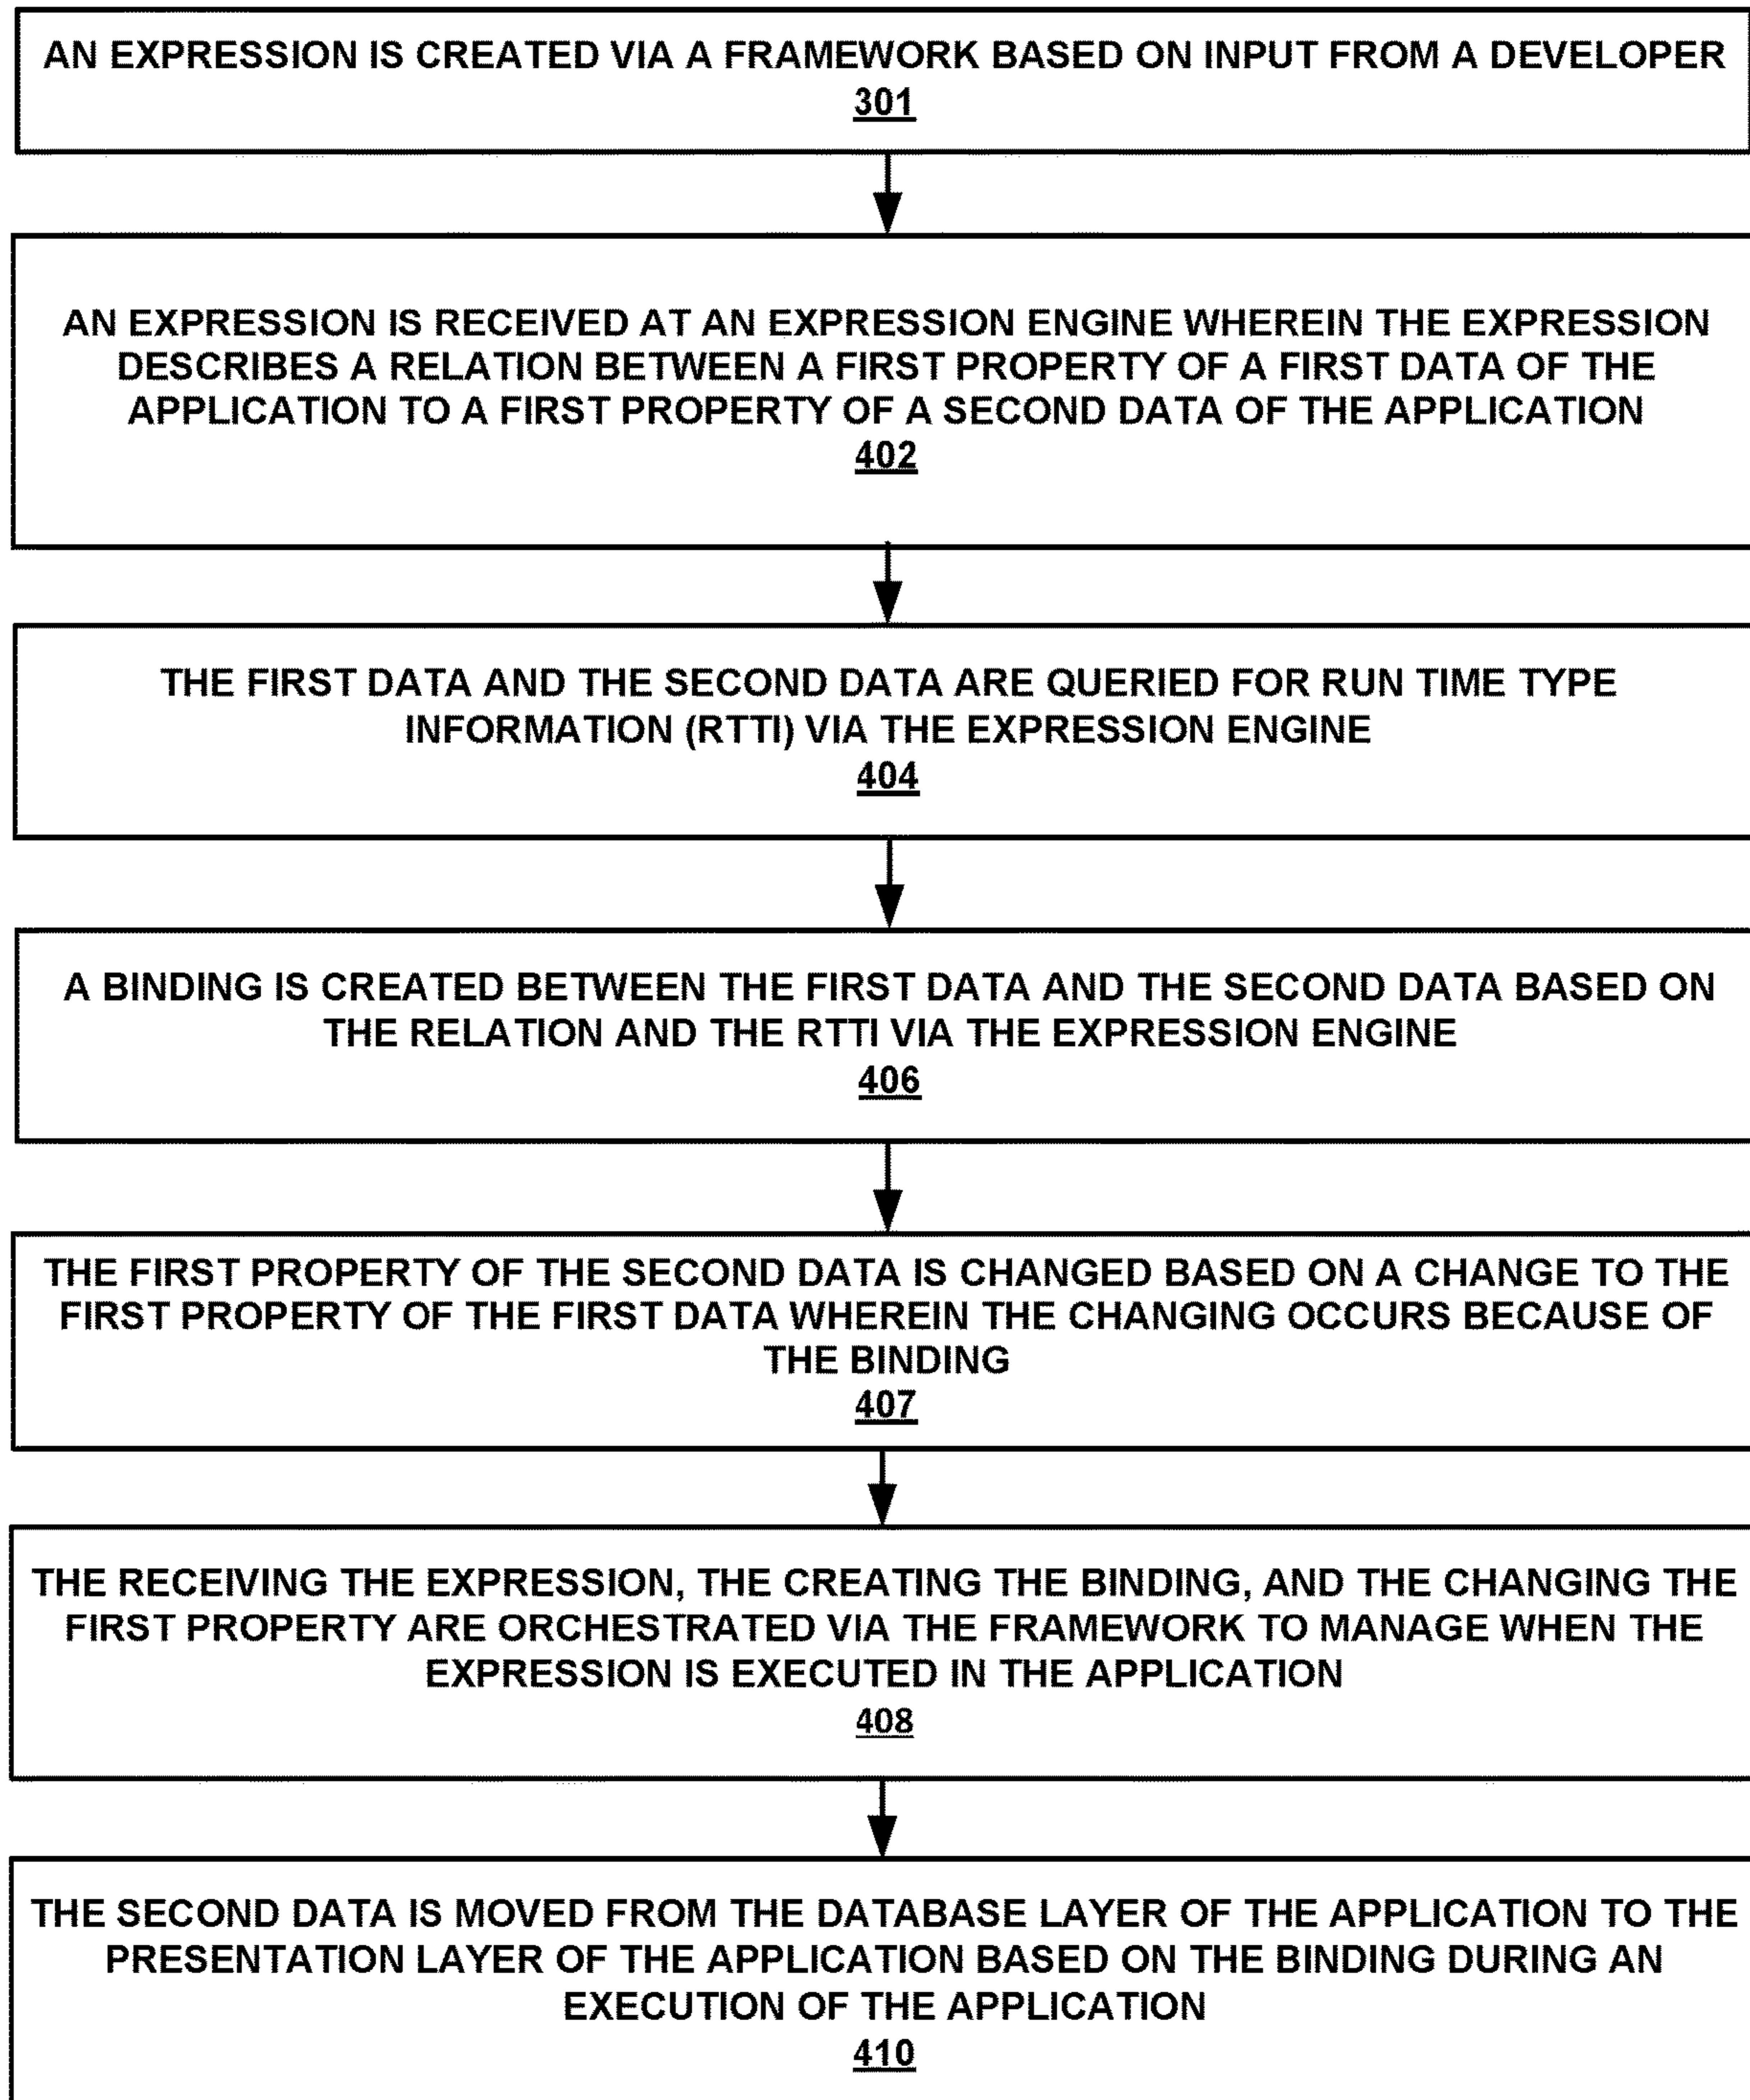 AN EXPRESSION IS CREATED VIA A FRAMEWORK BASED ON INPUT FROM A DEVELOPER
301
AN EXPRESSION IS RECEIVED AT AN EXPRESSION ENGINE WHEREIN THE EXPRESSION
DESCRIBES A RELATION BETWEEN A FIRST PROPERTY OF A FIRST DATA OF THE
APPLICATION TO A FIRST PROPERTY OF A SECOND DATA OF THE APPLICATION
402
THE FIRST DATA AND THE SECOND DATA ARE QUERIED FOR RUN TIME TYPE
INFORMATION (RTTI) VIA THE EXPRESSION ENGINE
404
A BINDING IS CREATED BETWEEN THE FIRST DATA AND THE SECOND DATA BASED ON
THE RELATION AND THE RTTI VIA THE EXPRESSION ENGINE
406
THE FIRST PROPERTY OF THE SECOND DATA IS CHANGED BASED ON A CHANGE TO THE
FIRST PROPERTY OF THE FIRST DATA WHEREIN THE CHANGING OCCURS BECAUSE OF
THE BINDING
407
THE RECEIVING THE EXPRESSION, THE CREATING THE BINDING, AND THE CHANGING THE
FIRST PROPERTY ARE ORCHESTRATED VIA THE FRAMEWORK TO MANAGE WHEN THE
EXPRESSION IS EXECUTED IN THE APPLICATION
408
THE SECOND DATA IS MOVED FROM THE DATABASE LAYER OF THE APPLICATION TO THE
PRESENTATION LAYER OF THE APPLICATION BASED ON THE BINDING DURING AN
EXECUTION OF THE APPLICATION
410